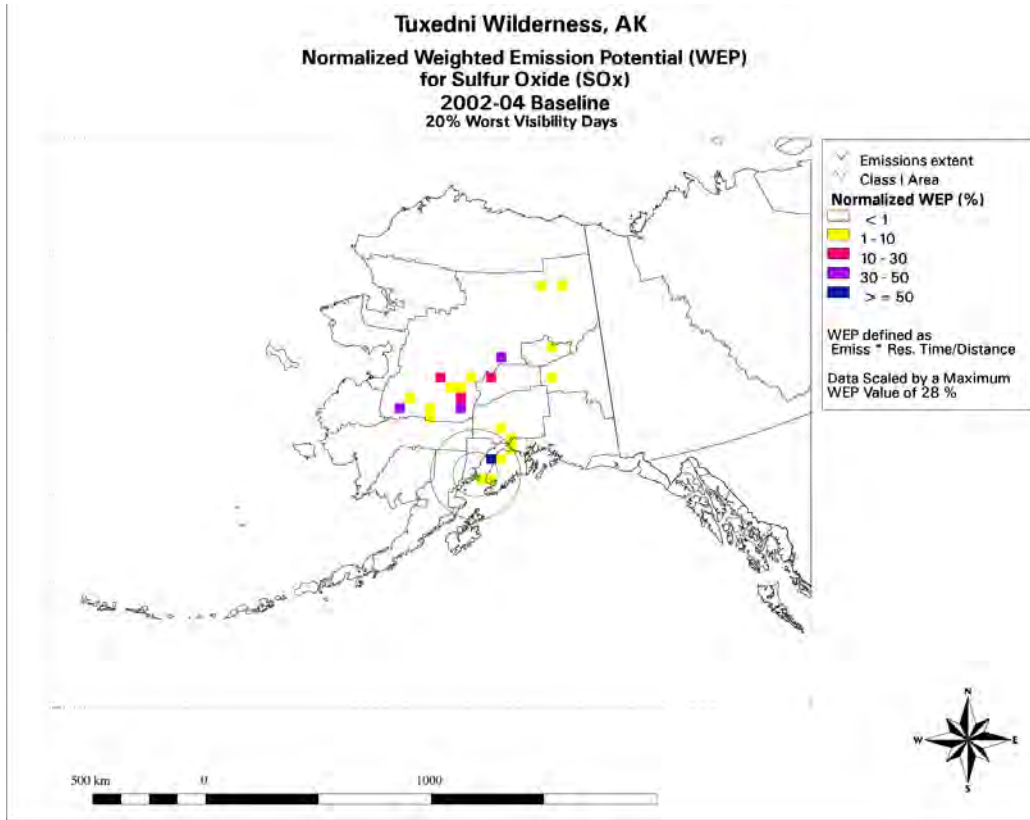 Tuxedni Wilderness, AK
Normalized Weighted Emission Potential (WEP)
for Sulfur Oxide (SOx)
2002-04 Baseline
20% Worst Visibility Days
Emissions extent
Class I Area
Normalized WEP (%)
< 1
1 - 10
10 - 30
30 - 50
> = 50
WEP defined as
Emiss * Res. Time/Distance
Data Scaled by a Maximum
WEP Value of 28 %
N
W E
S
500 km 0 1000